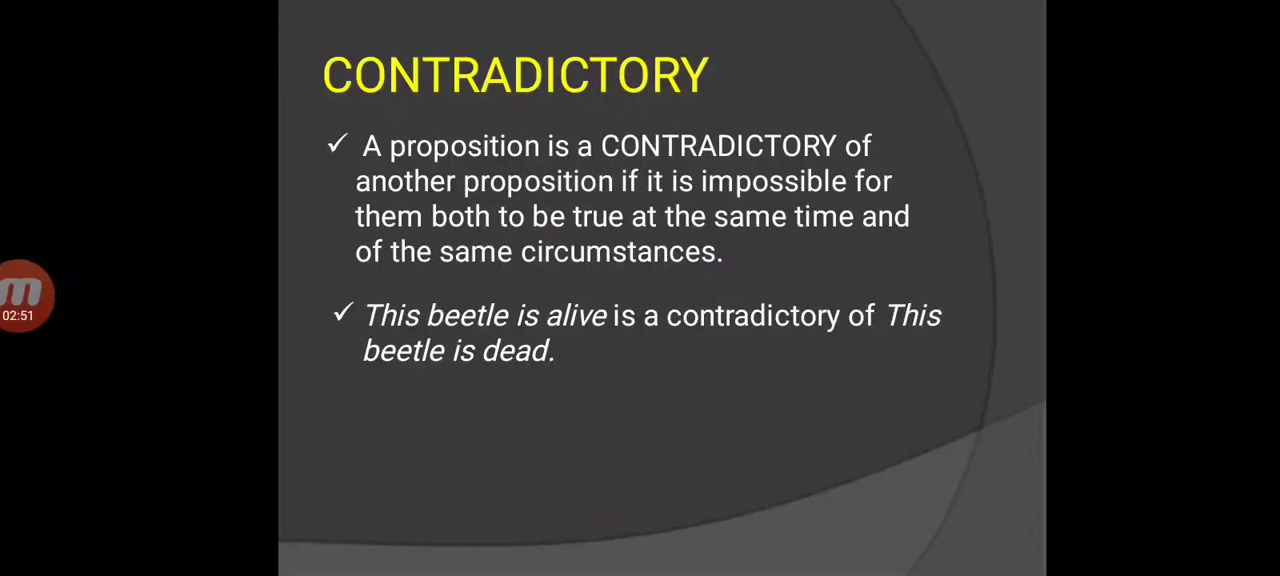 CONTRADICTORY
✓ A proposition is a CONTRADICTORY of
another proposition if it is impossible for
them both to be true at the same time and
of the same circumstances.
✓ This beetle is alive is a contradictory of This
beetle is dead.
m
02:51